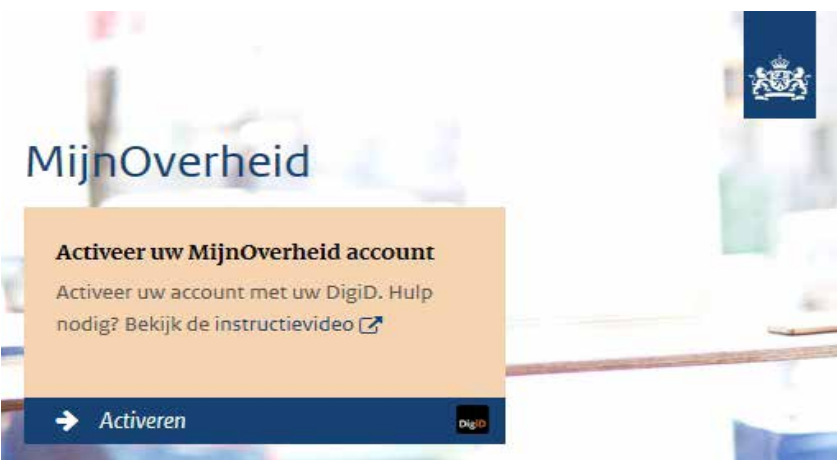 MijnOverheid
Activeer uw MijnOverheid account
Activeer uw account met uw DigiD. Hulp
nodig? Bekijk de instructievideo
Activeren
DigiD